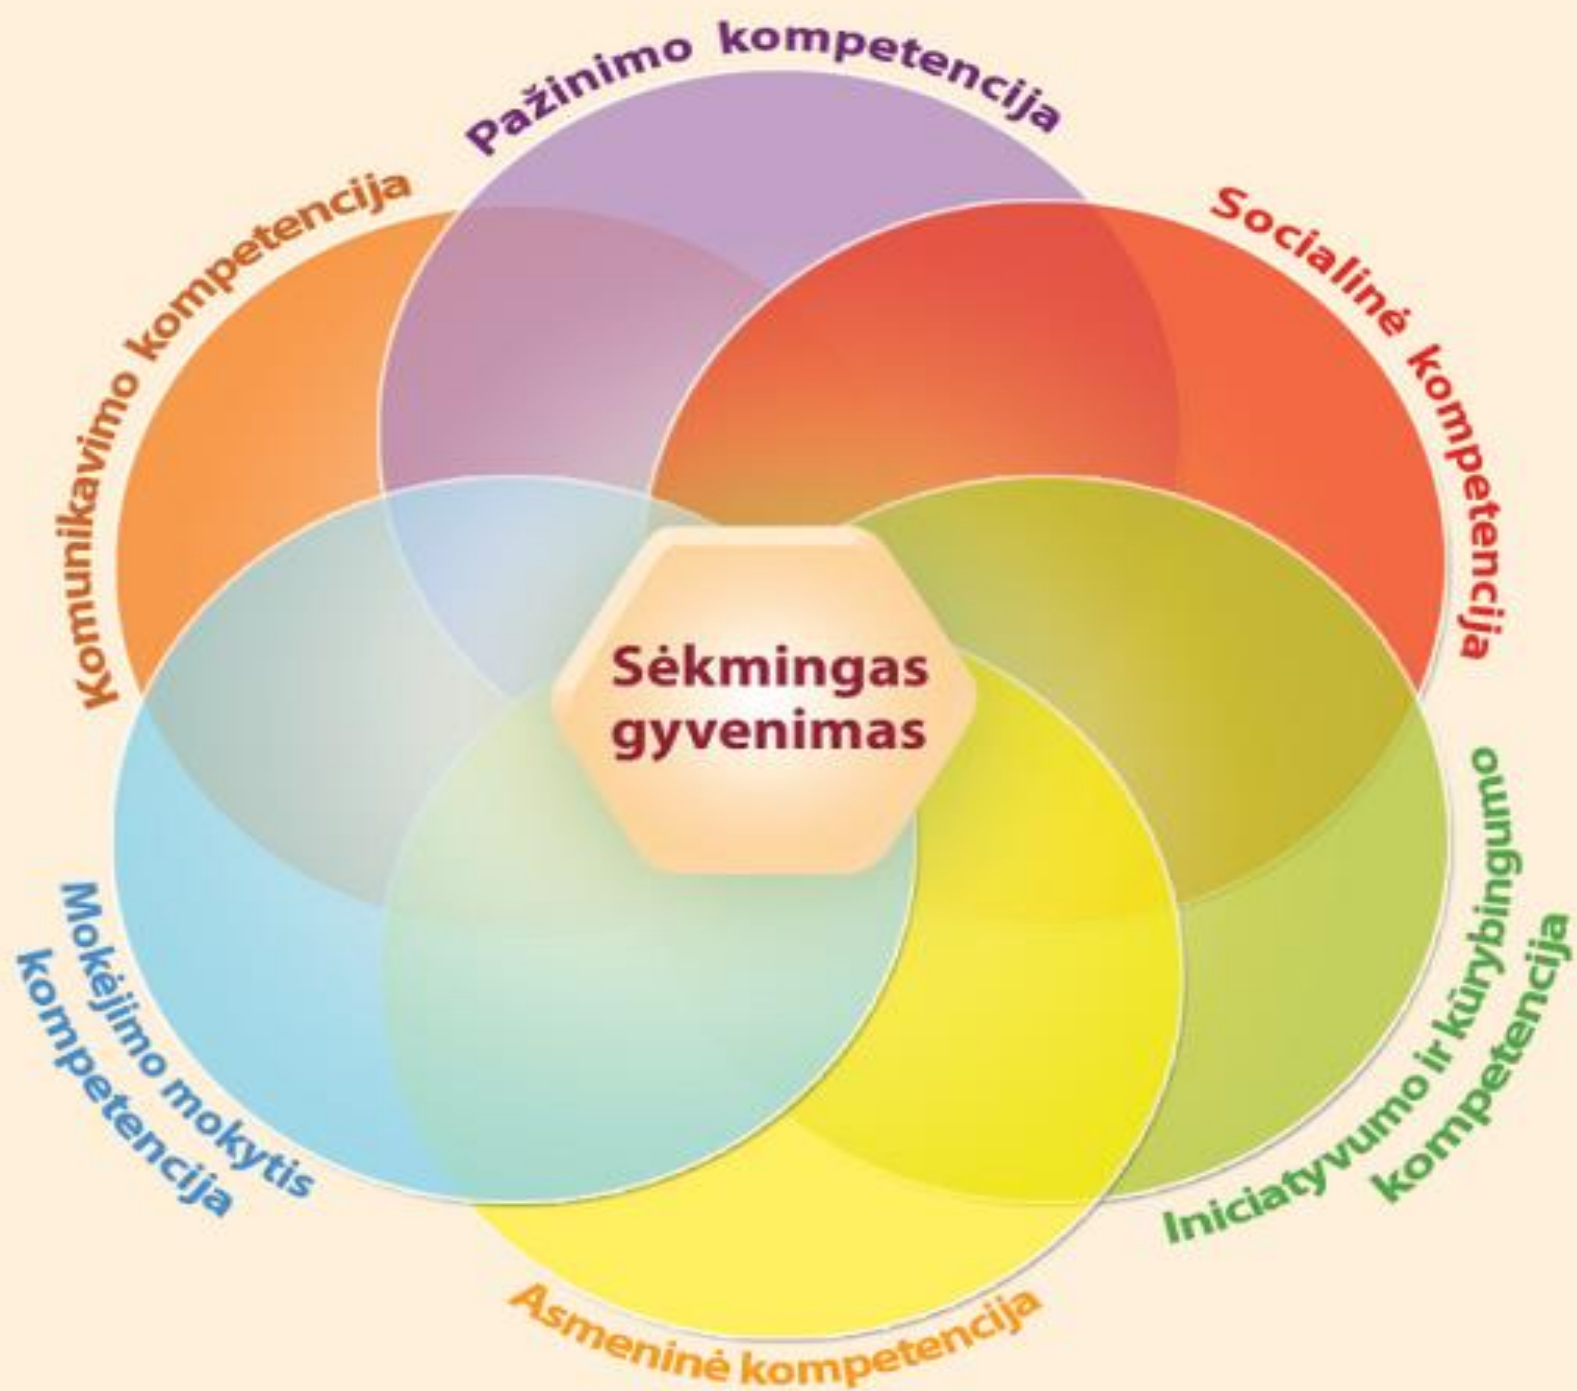 Pažinimo kompetencija
Komunikavimo kompetencija
Socialinė kompetencija
Sėkmingas
gyvenimas
Mokėjimo mokytis
kompetencija
Iniciatyvumo ir kūrybingumo
kompetencija
Asmeninė kompetencija